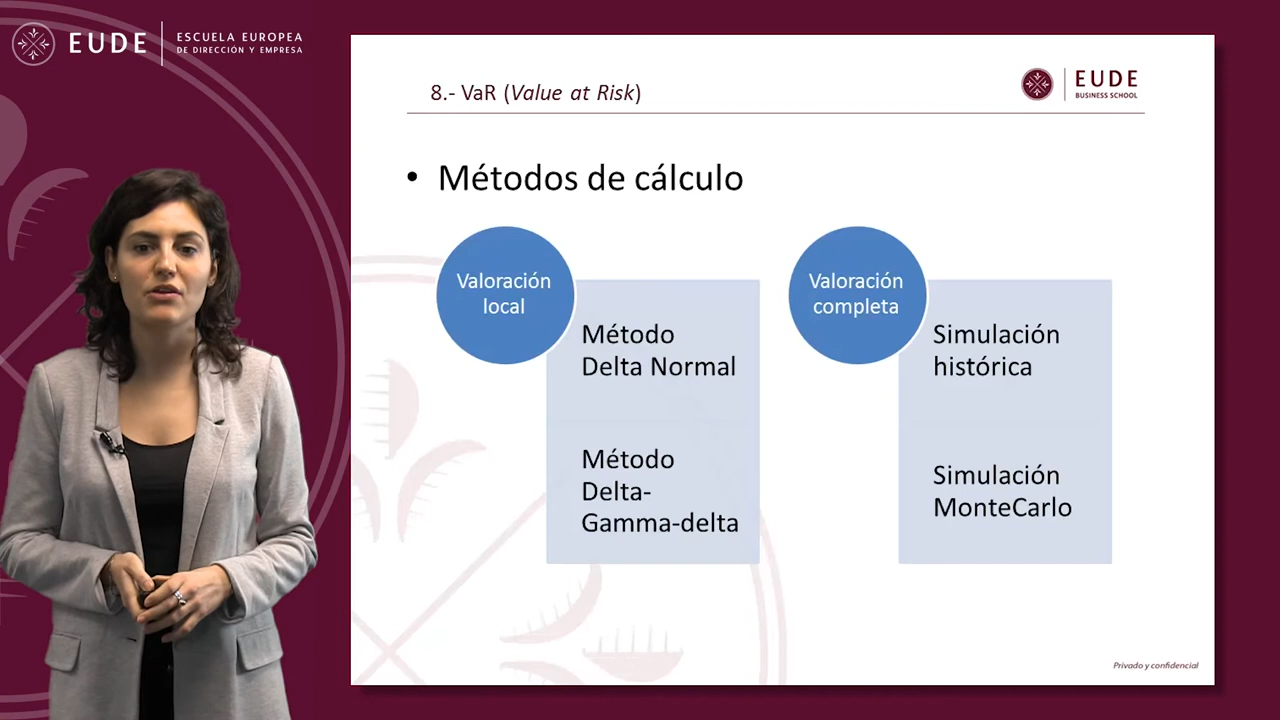 EUDE
ESCUELA EUROPEA
DE DIRECCIÓN Y EMPRESA
8.- VaR (Value at Risk)
EUDE
BUSINESS SCHOOL
• Métodos de cálculo
Valoración
local
Método
Delta Normal
Método
Delta-
Gamma-delta
Valoración
completa
Simulación
histórica
Simulación
MonteCarlo
Privado y confidencial